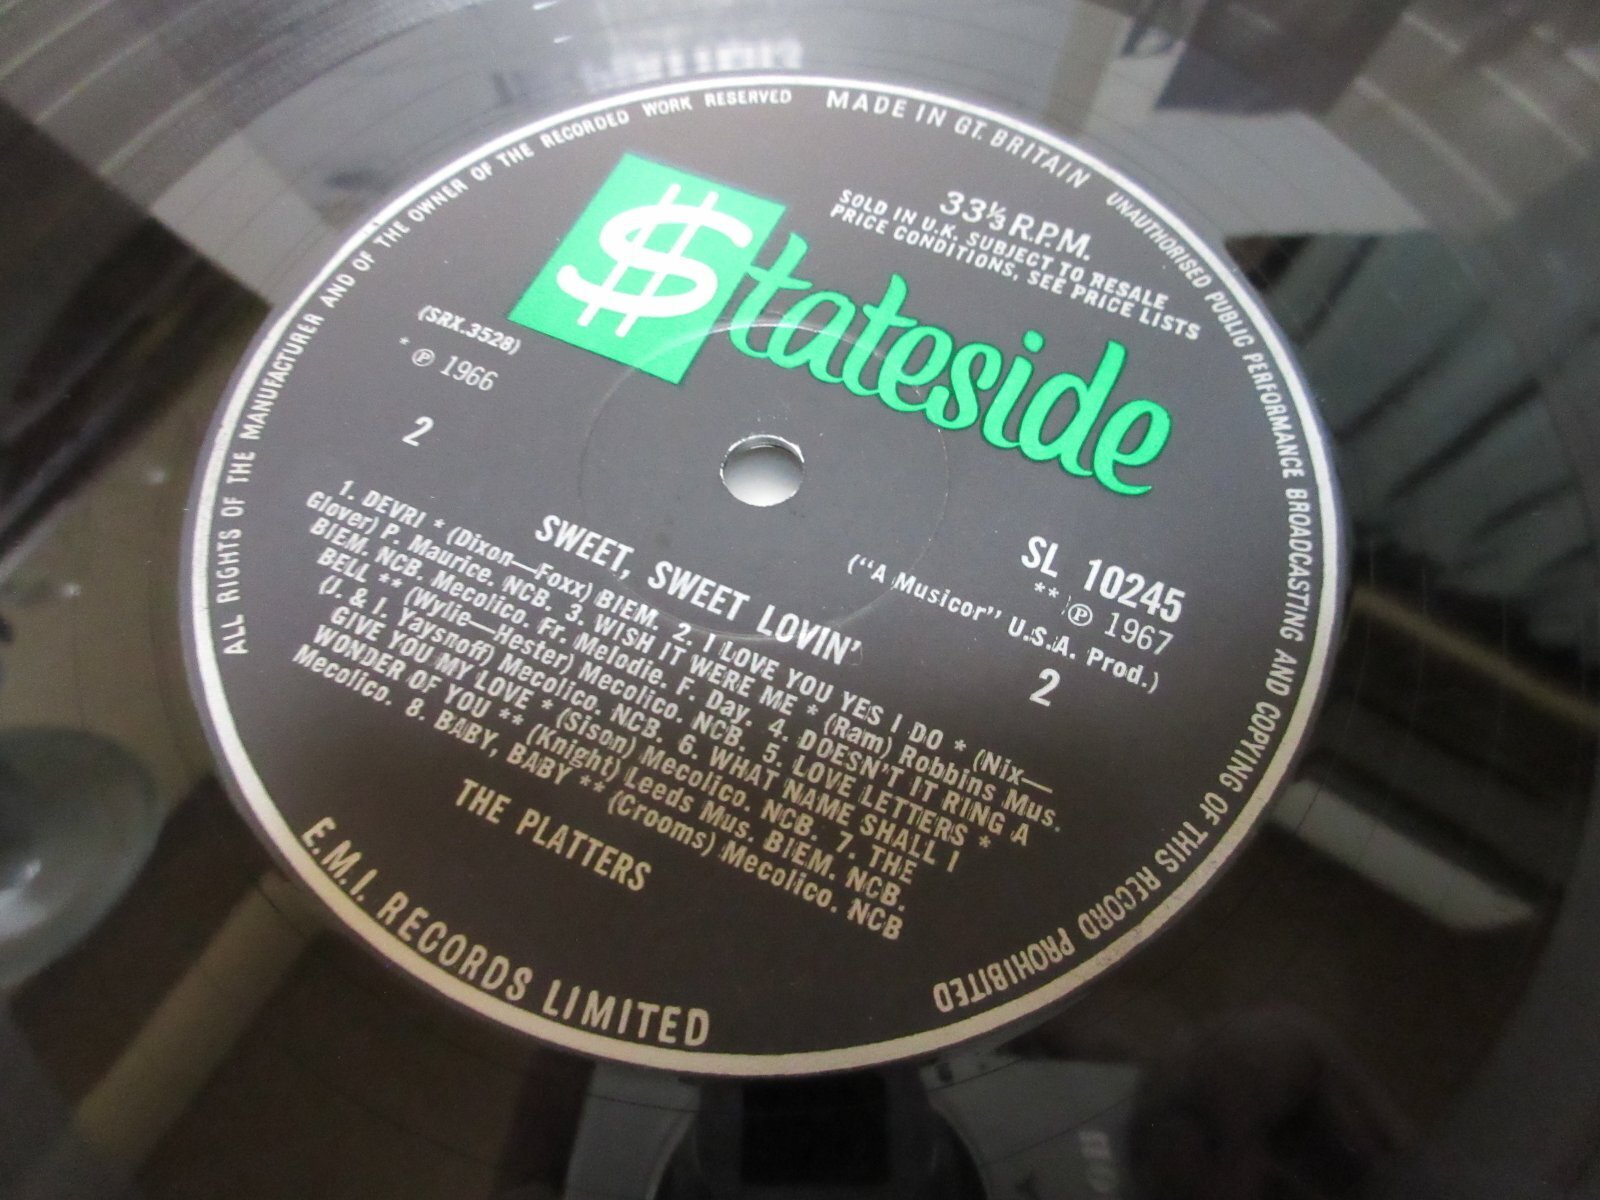 ALL RIGHTS OF THE MANUFACTURER AND OF THE OWNER OF THE RECORDED WORK RESERVED
MADE IN GT. BRITAIN
UNAUTHORISED PUBLIC PERFORMANCE BROADCASTING AND COPYING OF THIS RECORD PROHIBITED
33⅓ R.P.M.
SOLD IN U.K. SUBJECT TO RESALE
PRICE CONDITIONS, SEE PRICE LISTS
$tateside
(SRX.3528)
* ℗ 1966
2
SL 10245
** ℗ 1967
("A Musicor" U.S.A. Prod.)
2
SWEET, SWEET LOVIN'
1. DEVRI * (Dixon—Foxx) BIEM. 2. I LOVE YOU YES I DO * (Nix—
Glover) P. Maurice. NCB. 3. WISH IT WERE ME * (Ram) Robbins Mus.
BIEM. NCB. Mecolico. Fr. Melodie. F. Day. 4. DOESN'T IT RING A
BELL ** (Wylie—Hester) Mecolico. NCB. 5. LOVE LETTERS *
(J. & I. Yaysnoff) Mecolico. NCB. 6. WHAT NAME SHALL I
GIVE YOU MY LOVE * (Sison) Mecolico. NCB. 7. THE
WONDER OF YOU ** (Knight) Leeds Mus. BIEM. NCB.
Mecolico. 8. BABY, BABY ** (Crooms) Mecolico. NCB
THE PLATTERS
E.M.I. RECORDS LIMITED